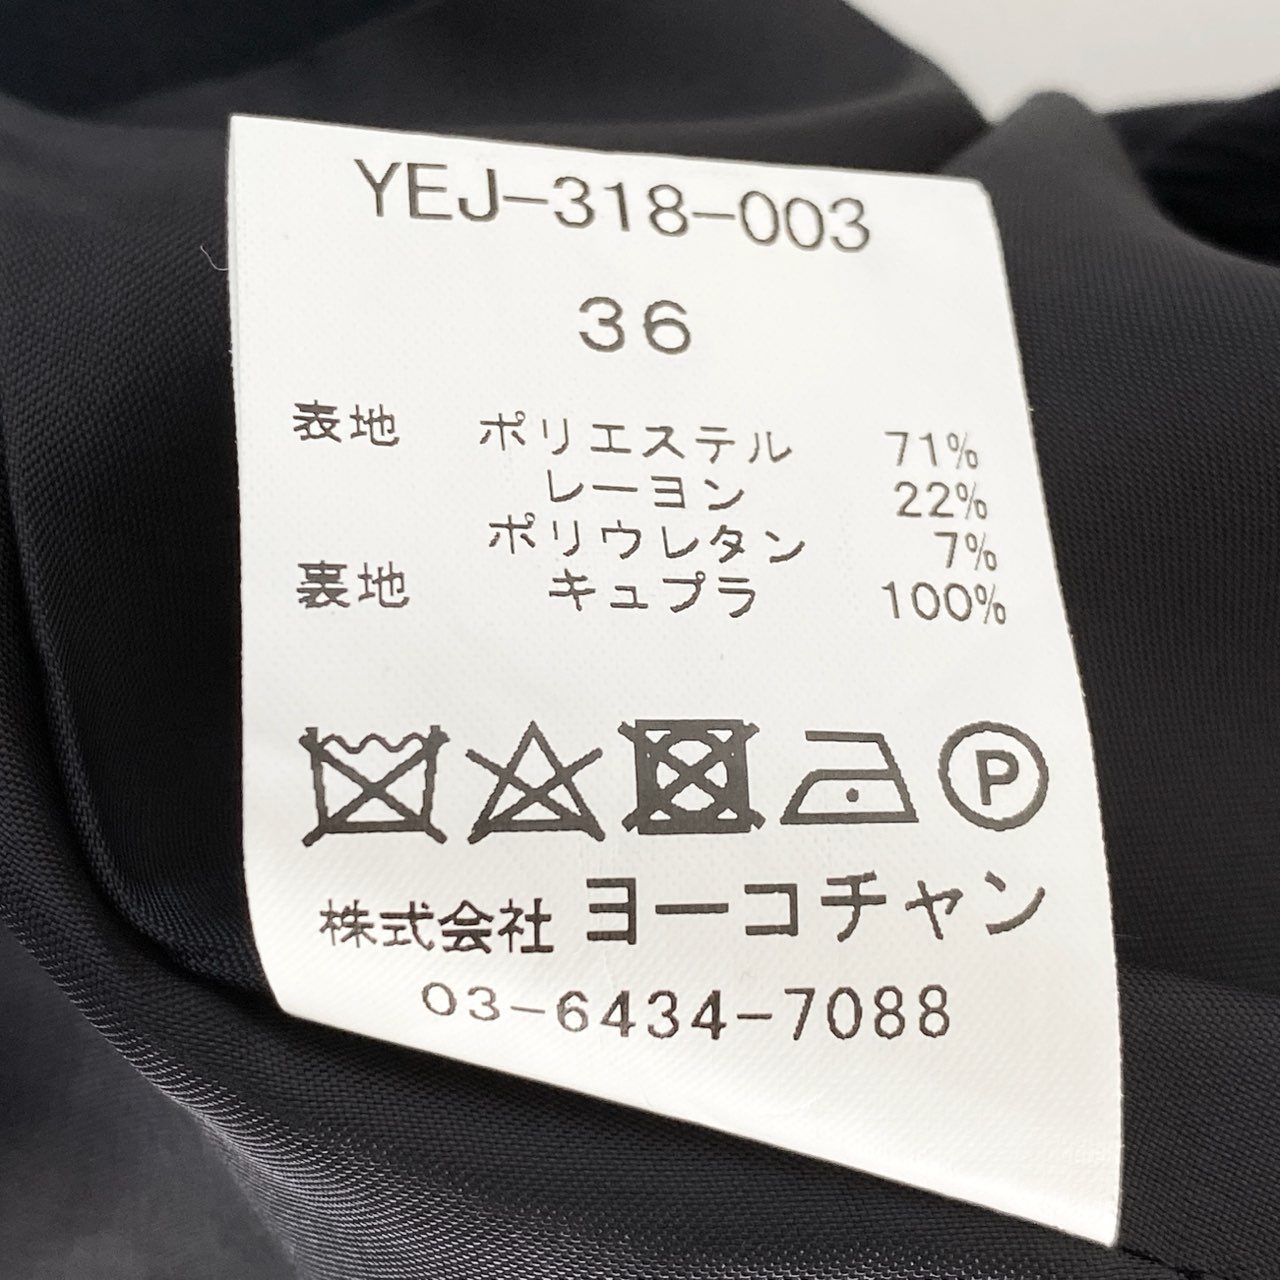 YEJ-318-003
36
表地 ポリエステル 71%
レーヨン 22%
ポリウレタン 7%
裏地 キュプラ 100%
P
株式会社 ヨーコチャン
03-6434-7088